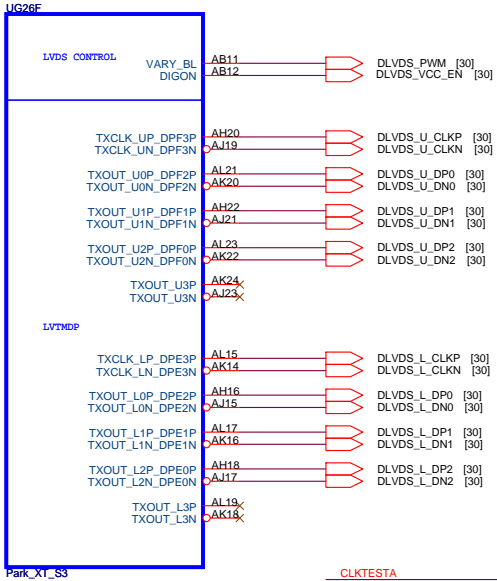 UG26F
LVDS CONTROL
VARY_BL AB11 DLVDS_PWM [30]
DIGON AB12 DLVDS_VCC_EN [30]
TXCLK_UP_DPF3P AH20 DLVDS_U_CLKP [30]
TXCLK_UN_DPF3N AJ19 DLVDS_U_CLKN [30]
TXOUT_U0P_DPF2P AL21 DLVDS_U_DP0 [30]
TXOUT_U0N_DPF2N AK20 DLVDS_U_DN0 [30]
TXOUT_U1P_DPF1P AH22 DLVDS_U_DP1 [30]
TXOUT_U1N_DPF1N AJ21 DLVDS_U_DN1 [30]
TXOUT_U2P_DPF0P AL23 DLVDS_U_DP2 [30]
TXOUT_U2N_DPF0N AK22 DLVDS_U_DN2 [30]
TXOUT_U3P AK24
TXOUT_U3N AJ23
LVTMDP
TXCLK_LP_DPE3P AL15 DLVDS_L_CLKP [30]
TXCLK_LN_DPE3N AK14 DLVDS_L_CLKN [30]
TXOUT_L0P_DPE2P AH16 DLVDS_L_DP0 [30]
TXOUT_L0N_DPE2N AJ15 DLVDS_L_DN0 [30]
TXOUT_L1P_DPE1P AL17 DLVDS_L_DP1 [30]
TXOUT_L1N_DPE1N AK16 DLVDS_L_DN1 [30]
TXOUT_L2P_DPE0P AH18 DLVDS_L_DP2 [30]
TXOUT_L2N_DPE0N AJ17 DLVDS_L_DN2 [30]
TXOUT_L3P AL19
TXOUT_L3N AK18
Park_XT_S3
CLKTESTA